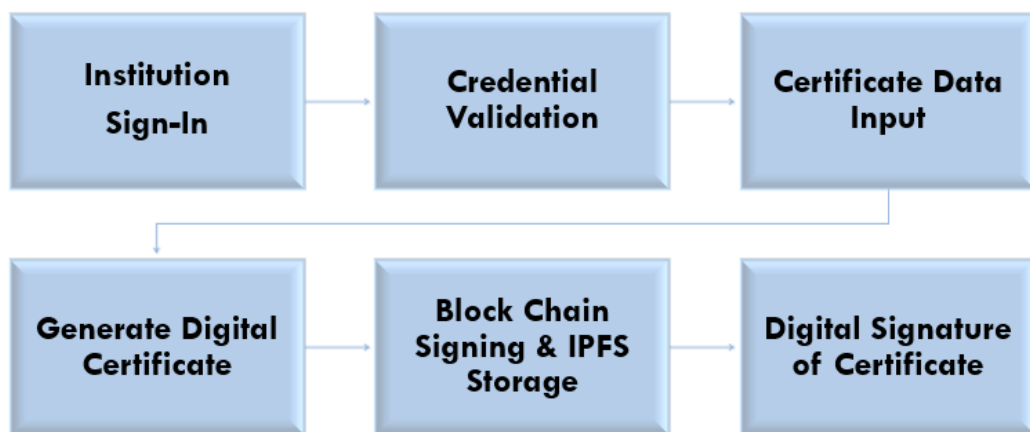 Institution
Sign-In
Credential
Validation
Certificate Data
Input
Generate Digital
Certificate
Block Chain
Signing & IPFS
Storage
Digital Signature
of Certificate